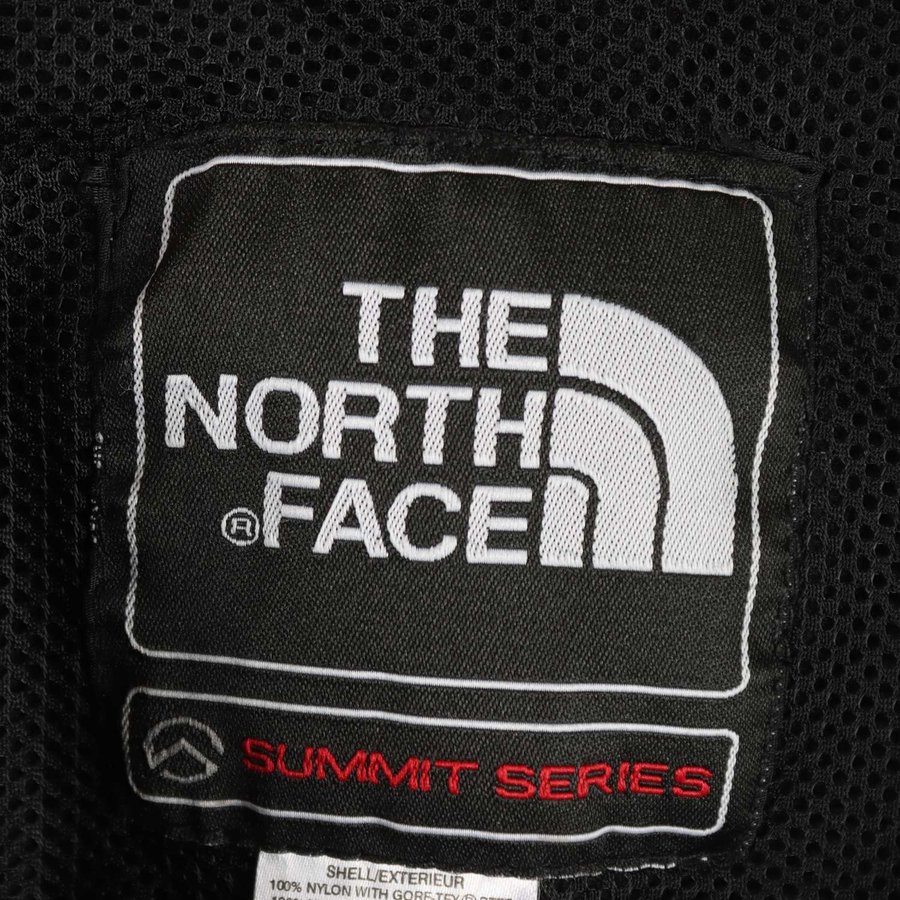 THE
NORTH
®FACE
SUMMIT SERIES
SHELL/EXTERIEUR
100% NYLON WITH GORE-TEX®